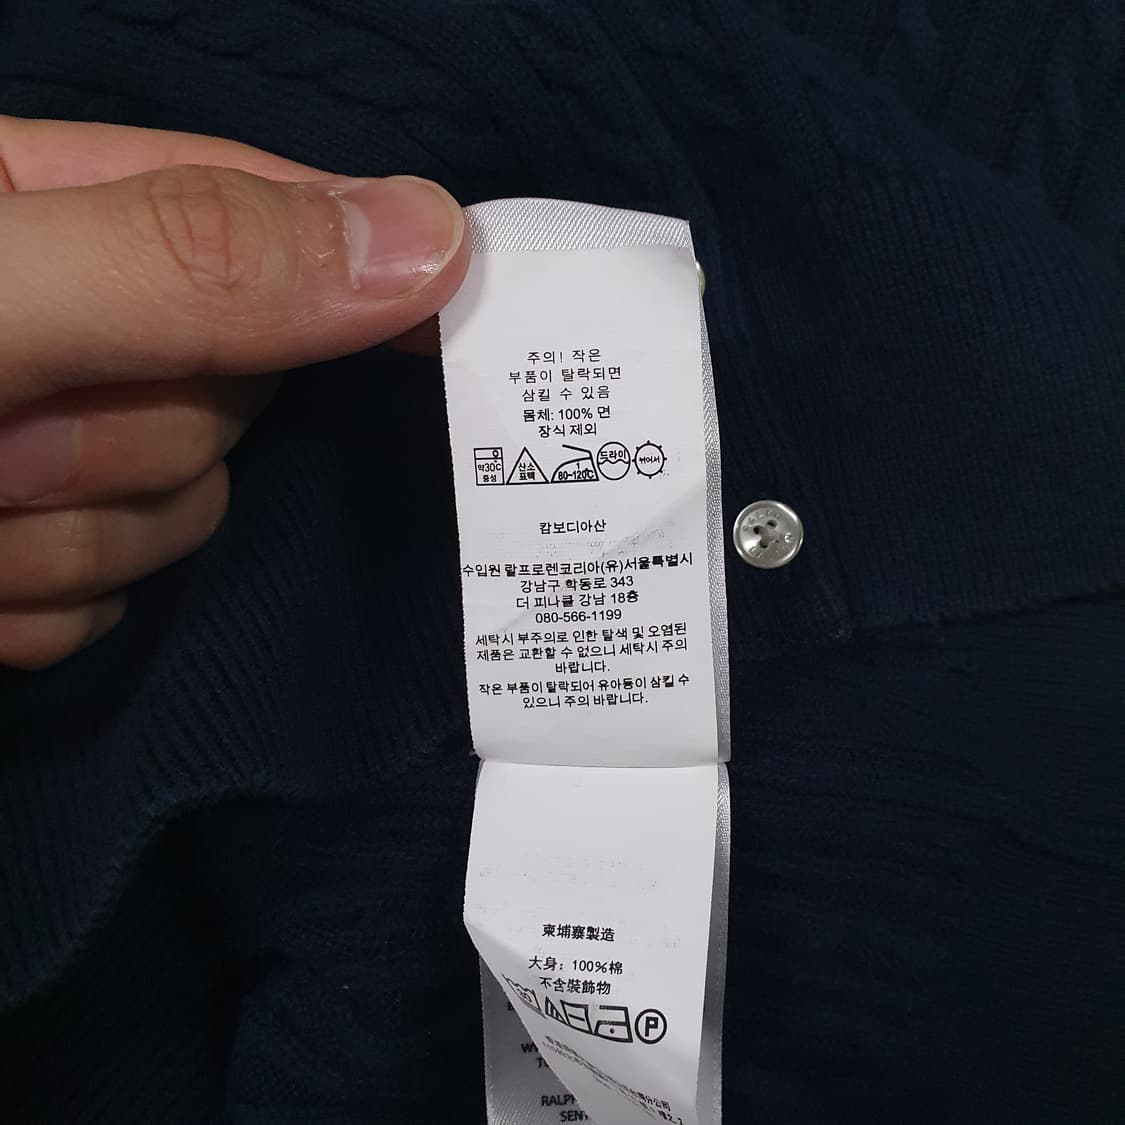 주의! 작은
부품이 탈락되면
삼킬 수 있음
몸체: 100% 면
장식 제외
약30℃
중성
산소
표백
1
80~120℃
드라이
뉘어서
캄보디아산
수입원 랄프로렌코리아(유)서울특별시
강남구 학동로 343
더 피나클 강남 18층
080-566-1199
세탁시 부주의로 인한 탈색 및 오염된
제품은 교환할 수 없으니 세탁시 주의
바랍니다.
작은 부품이 탈락되어 유아등이 삼킬 수
있으니 주의 바랍니다.
柬埔寨製造
大身: 100%棉
不含裝飾物
30
P
RALPH